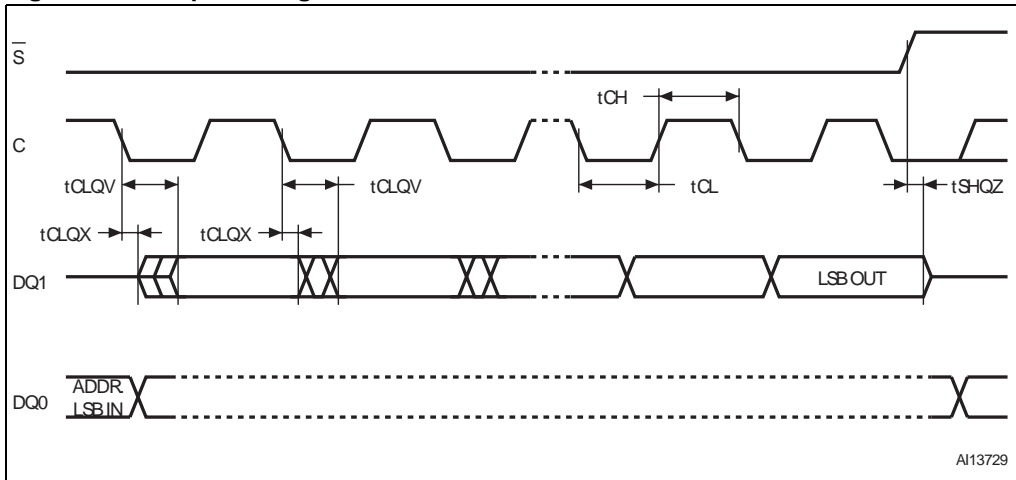 S
tCH
C
tCLQV
tCLQV
tCL
tSHQZ
tCLQX
tCLQX
DQ1
LSB OUT
ADDR.
LSB IN
DQ0
AI13729